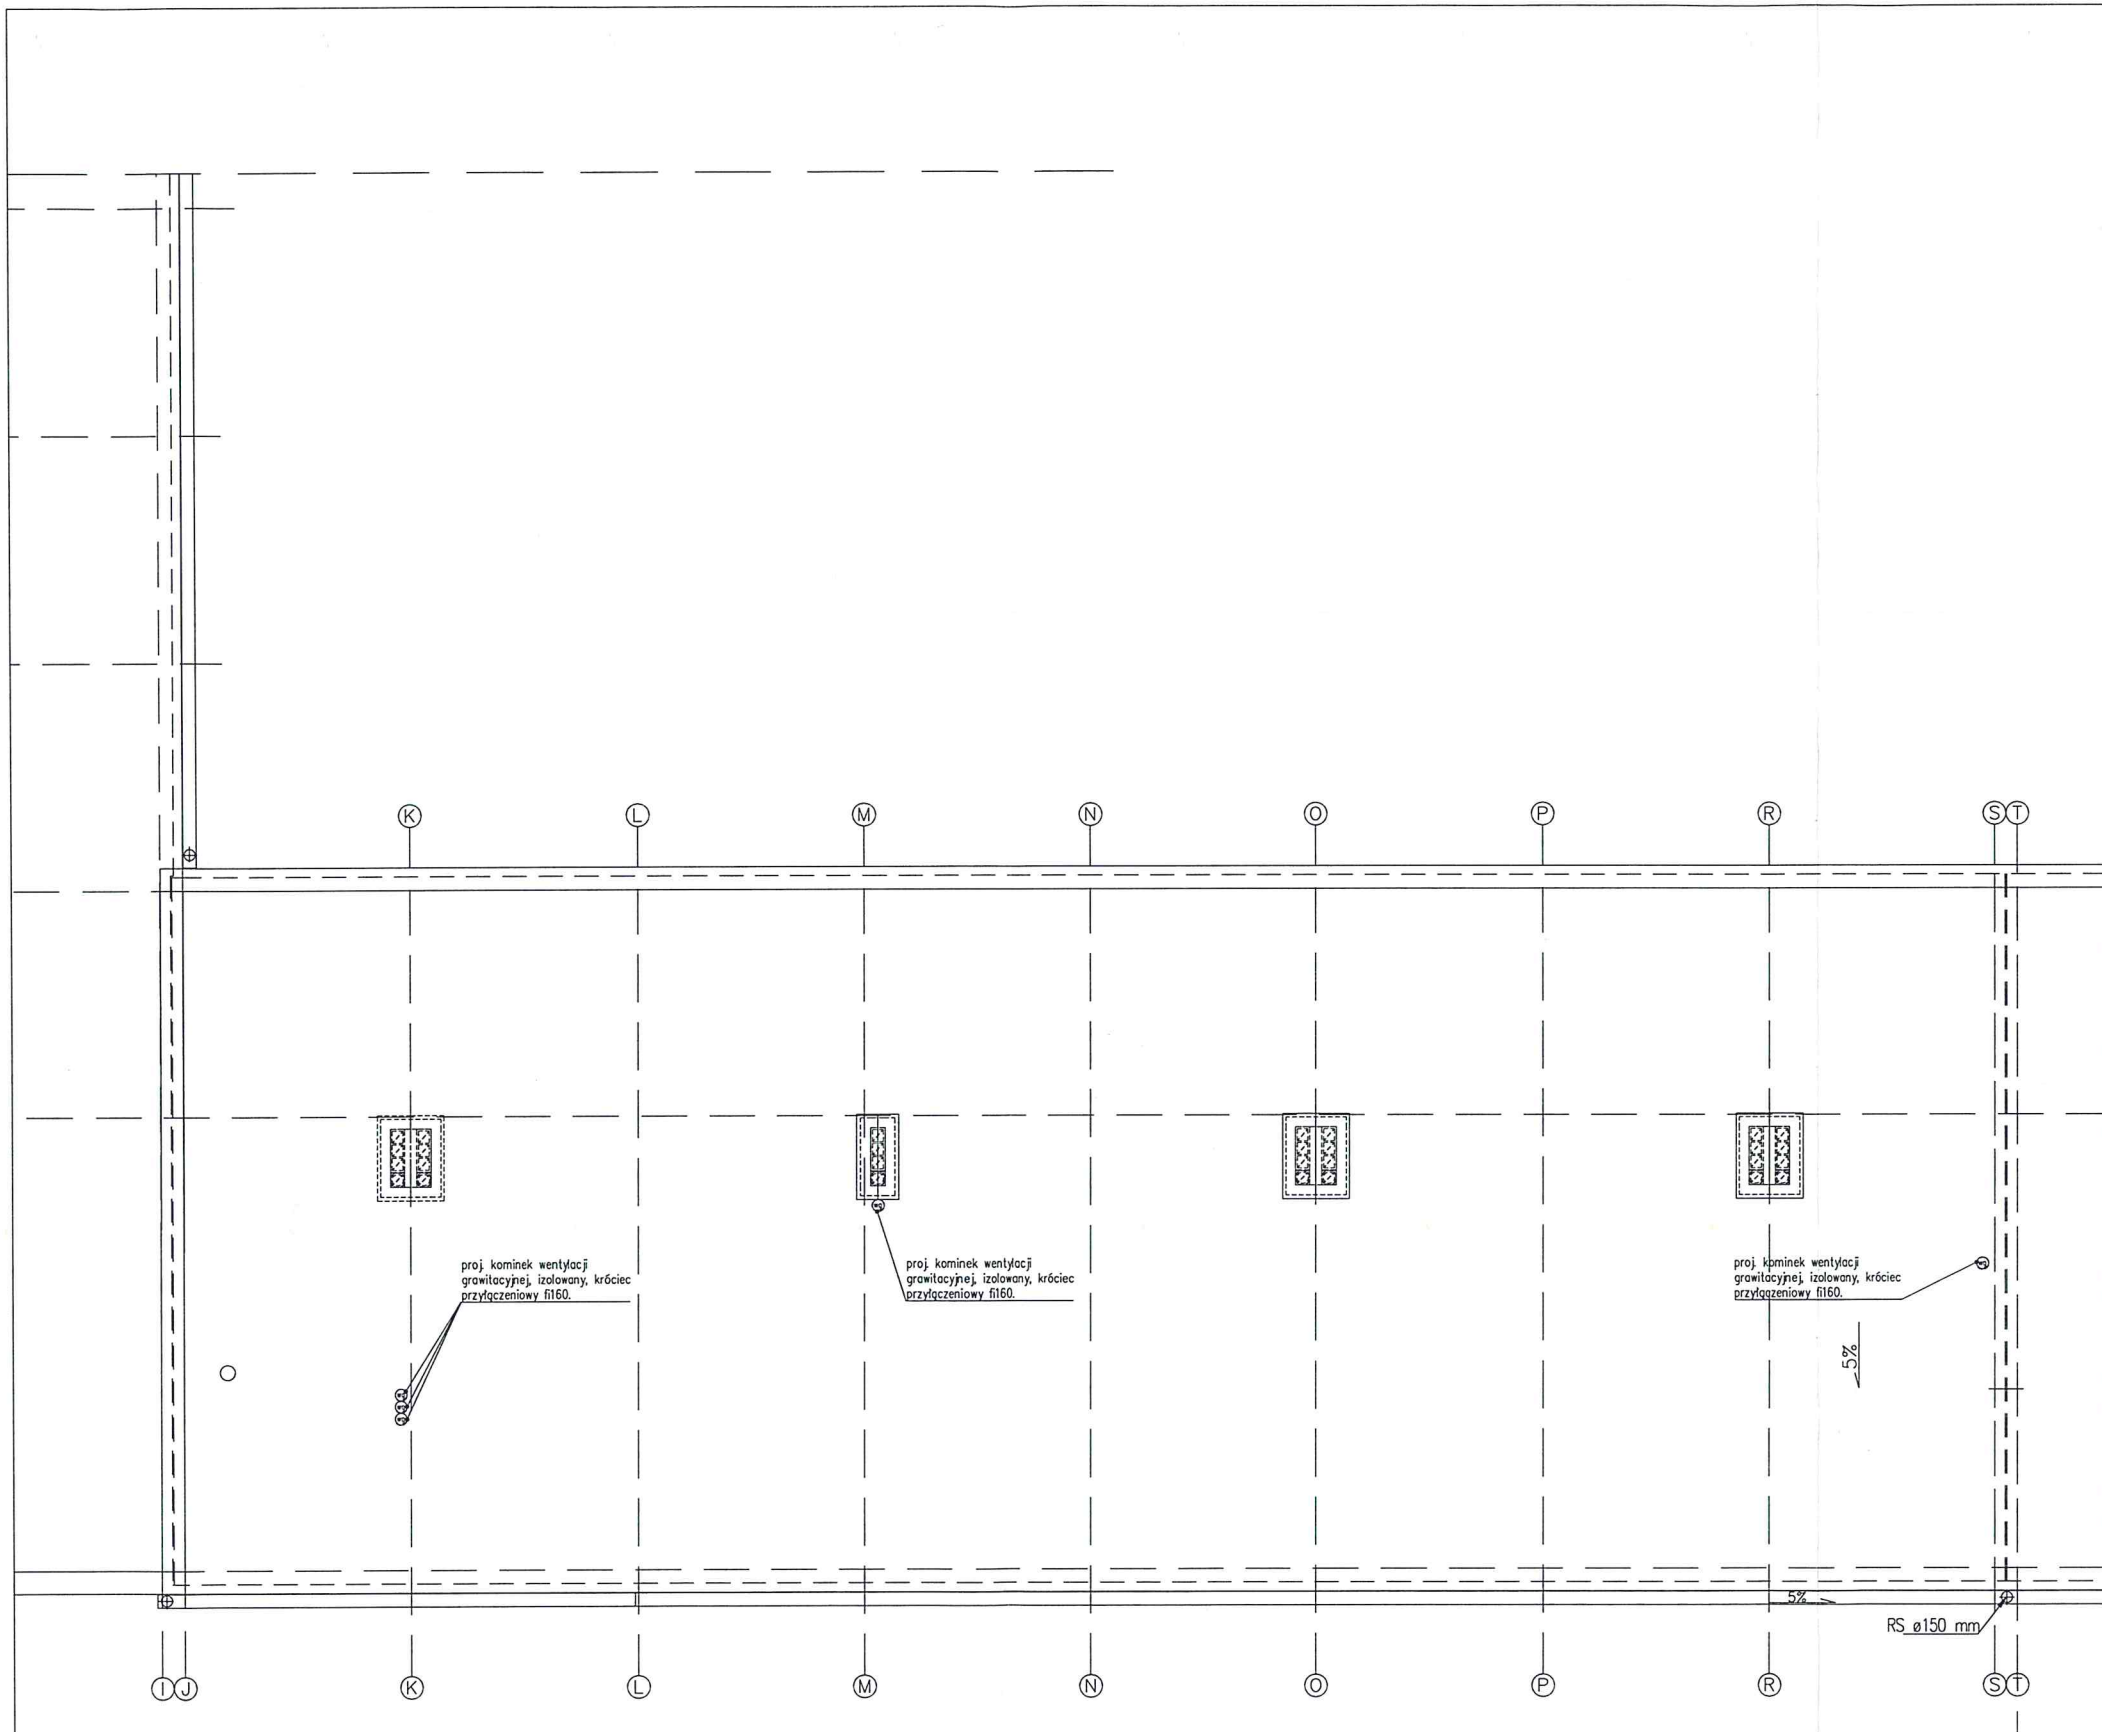 K L M N O P R S T
proj. kominek wentylacji
grawitacyjnej, izolowany, króciec
przyłączeniowy fi160.
proj. kominek wentylacji
grawitacyjnej, izolowany, króciec
przyłączeniowy fi160.
proj. kominek wentylacji
grawitacyjnej, izolowany, króciec
przyłączeniowy fi160.
5%
5%
RS ø150 mm
I J K L M N O P R S T